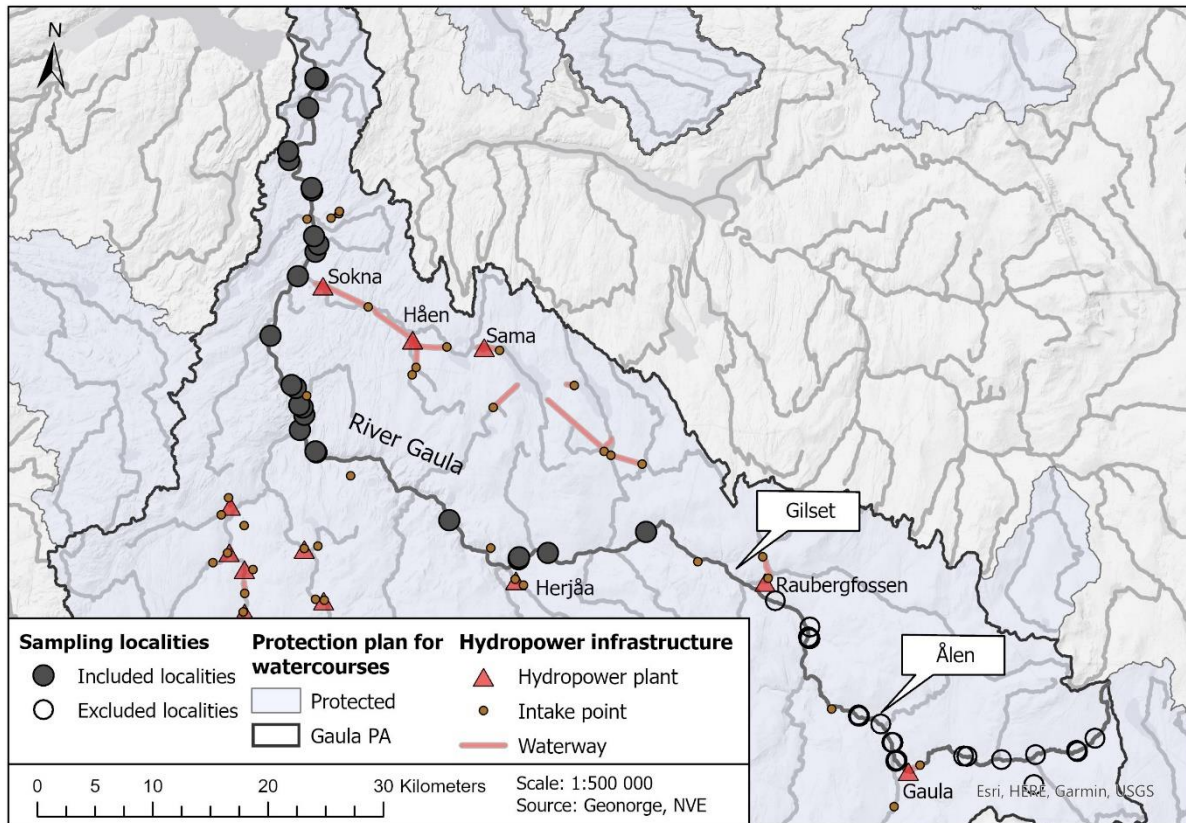 N
Sokna
Håen
Sama
River Gaula
Gilset
Raubergfossen
Herjåa
Ålen
Gaula
Esri, HERE, Garmin, USGS
Sampling localities
Included localities
Excluded localities
Protection plan for
watercourses
Protected
Gaula PA
Hydropower infrastructure
Hydropower plant
Intake point
Waterway
0 5 10 20 30 Kilometers
Scale: 1:500 000
Source: Geonorge, NVE